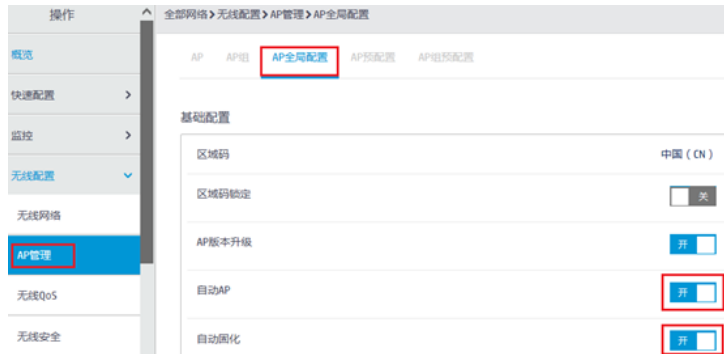 操作
全部网络>无线配置>AP管理>AP全局配置
概览
AP AP组 AP全局配置 AP预配置 AP组预配置
快速配置
基础配置
监控
区域码 中国 ( CN )
无线配置
区域码锁定 关
无线网络
AP版本升级 开
AP管理
自动AP 开
无线QoS
自动固化 开
无线安全